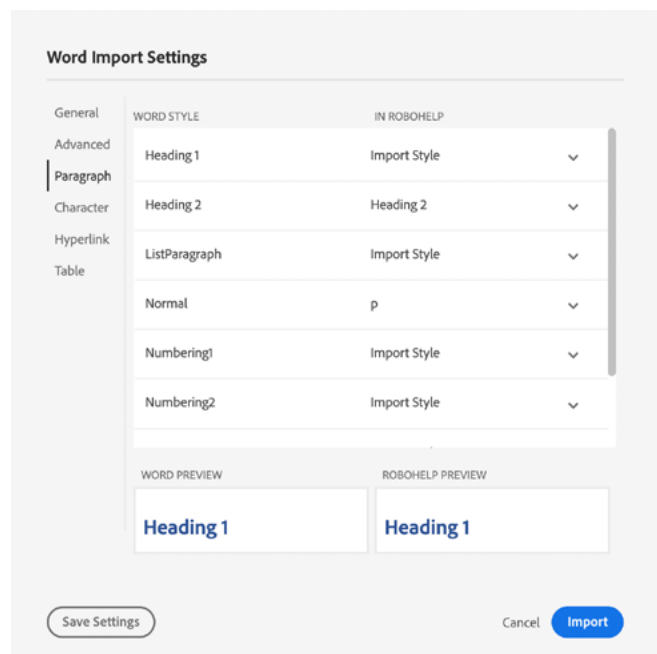 Word Import Settings
General
Advanced
Paragraph
Character
Hyperlink
Table
WORD STYLE IN ROBOHELP
Heading 1 Import Style
Heading 2 Heading 2
ListParagraph Import Style
Normal p
Numbering1 Import Style
Numbering2 Import Style
WORD PREVIEW ROBOHELP PREVIEW
Heading 1 Heading 1
Save Settings Cancel Import